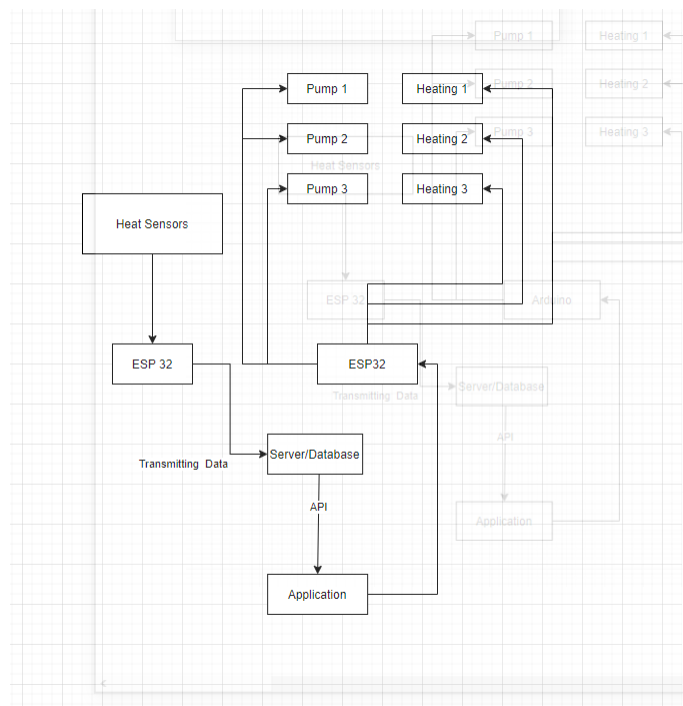 Pump 1
Heating 1
Pump 1
Heating 1
Pump 2
Heating 2
Pump 2
Heating 2
Pump 3
Heating 3
Heat Sensors
Pump 3
Heating 3
Heat Sensors
ESP 32
Arduino
ESP 32
ESP32
Transmitting Data
Server/Database
API
Transmitting Data
Server/Database
API
Application
Application